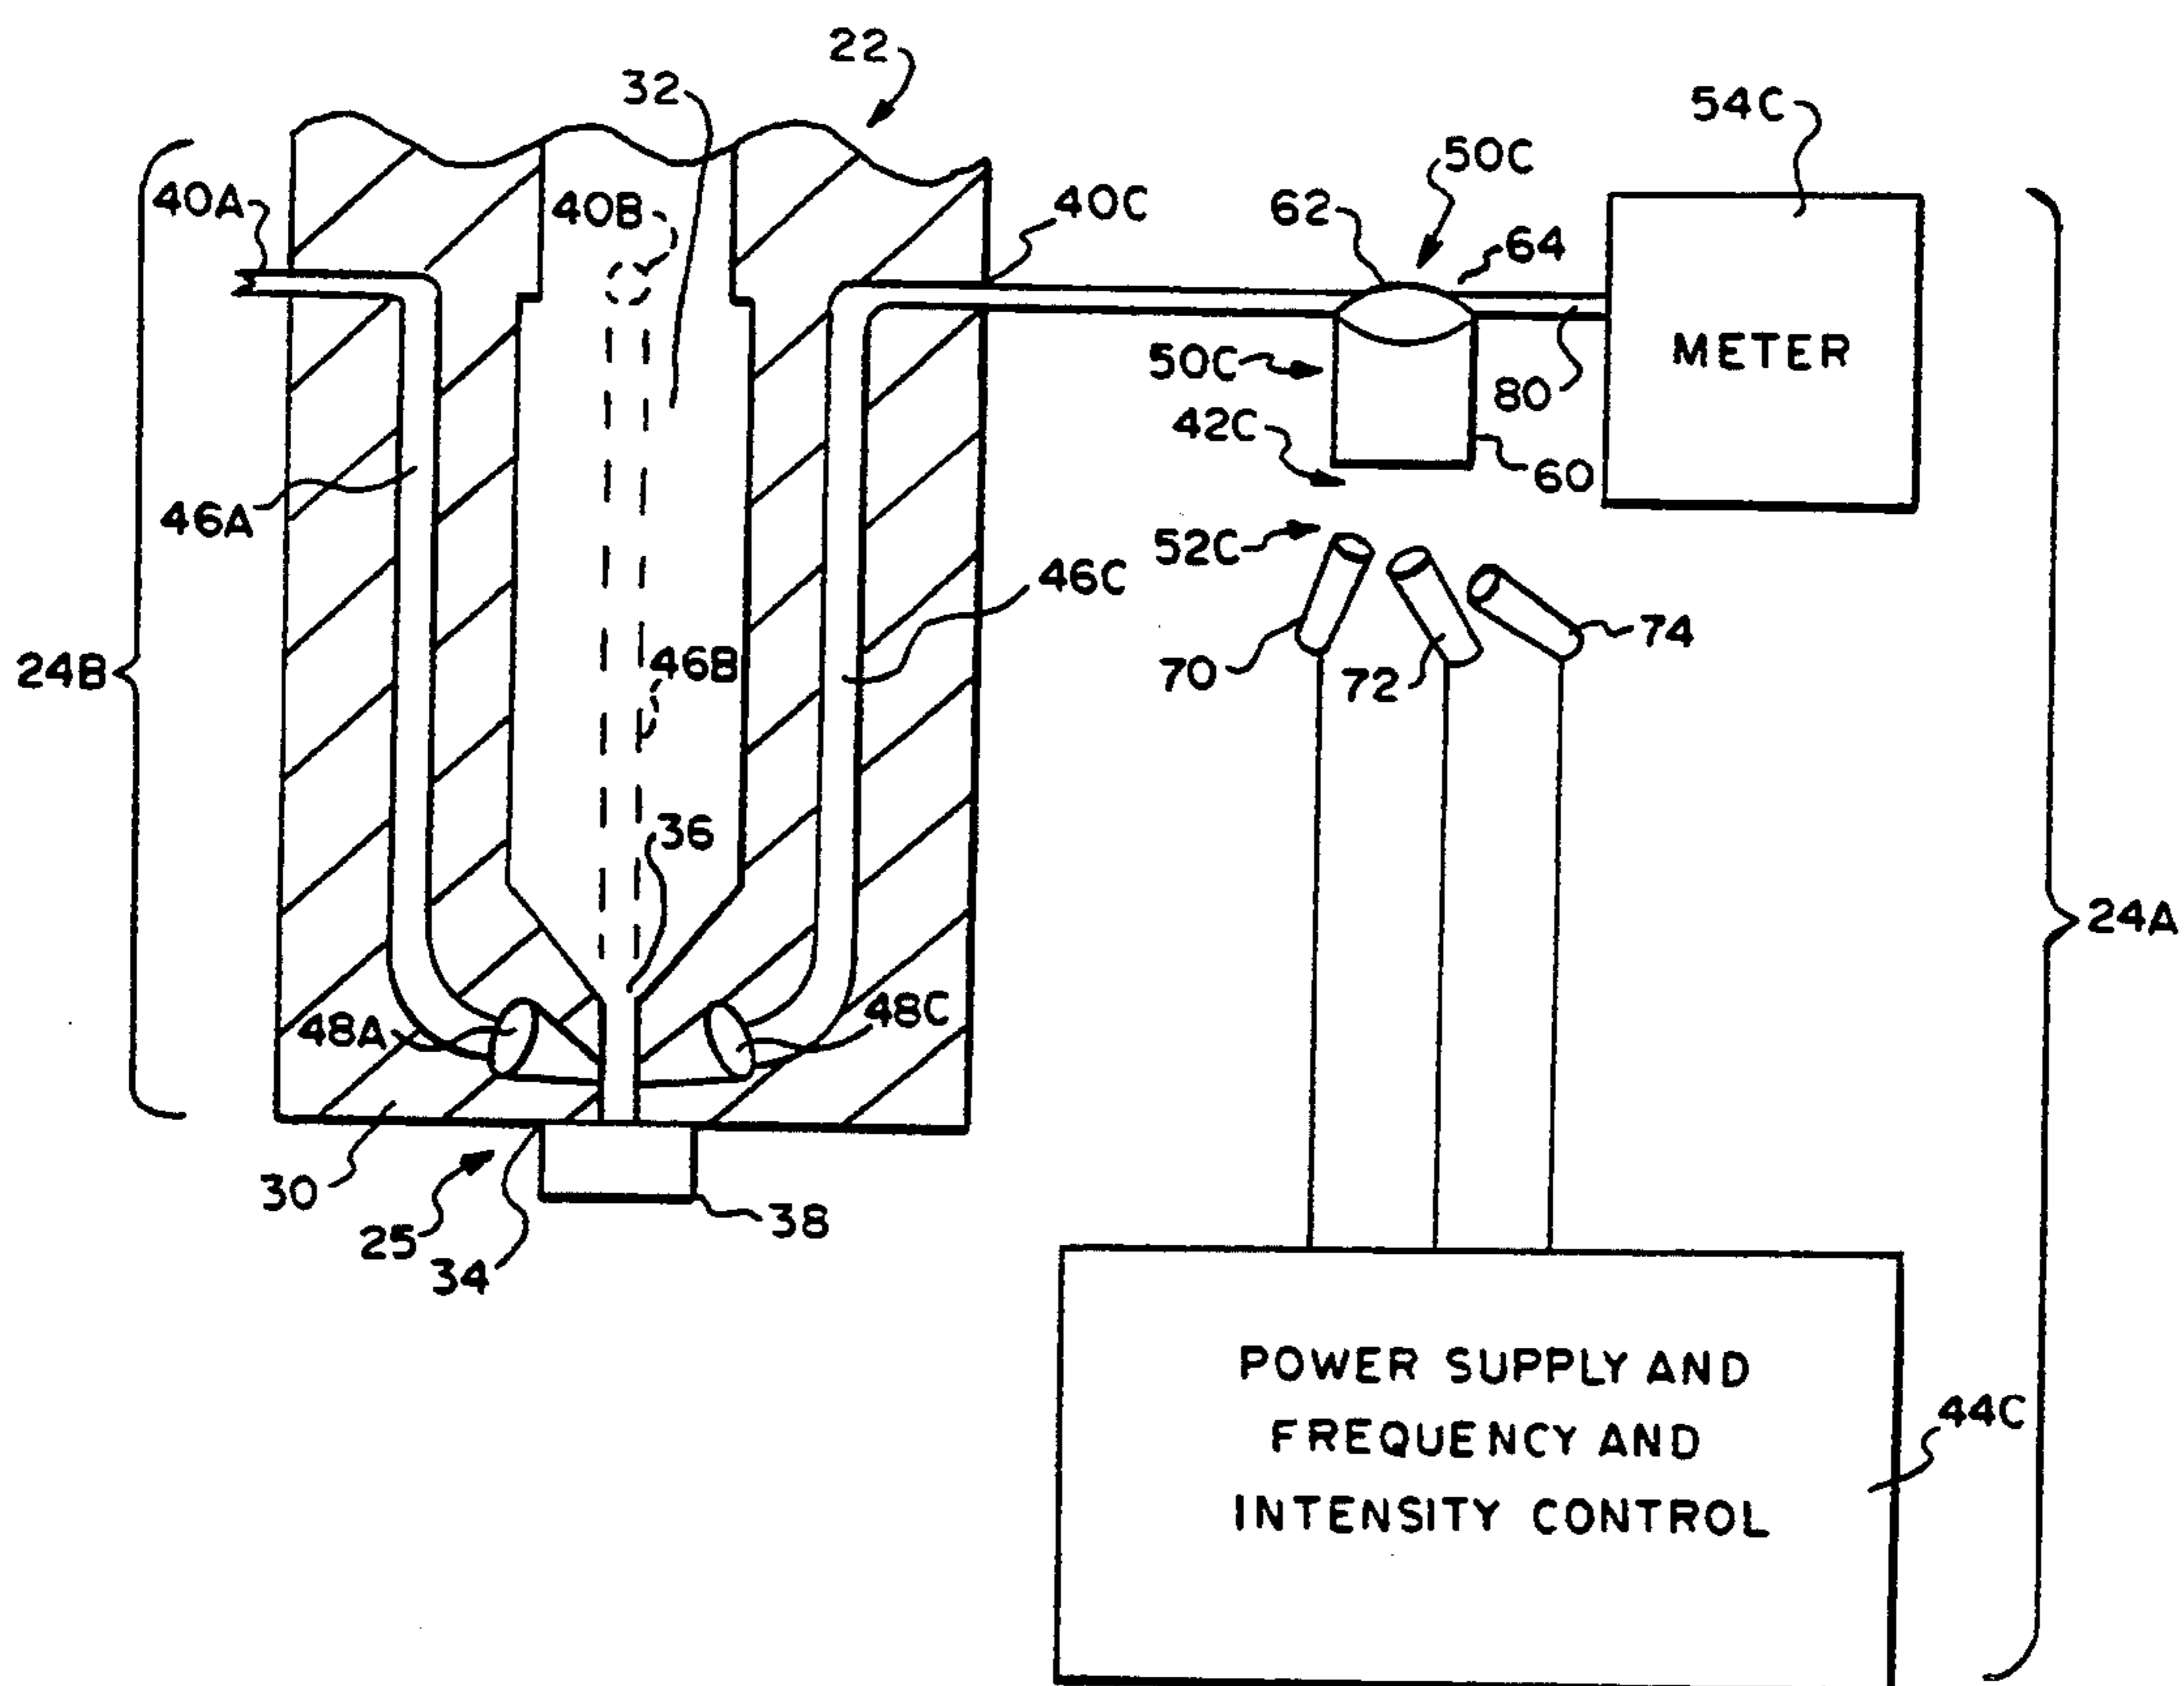 22
32
54C
50C
40A
40B
40C
62
64
METER
50C
80
42C
60
46A
52C
46C
24B
46B
70
72
74
36
24A
48A
48C
30
25
34
38
POWER SUPPLY AND
FREQUENCY AND
INTENSITY CONTROL
44C